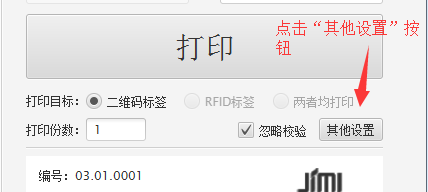 点击“其他设置”按
钮
打印
打印目标： 二维码标签 RFID标签 两者均打印
打印份数： 1 忽略校验 其他设置
编号：03.01.0001
jimi